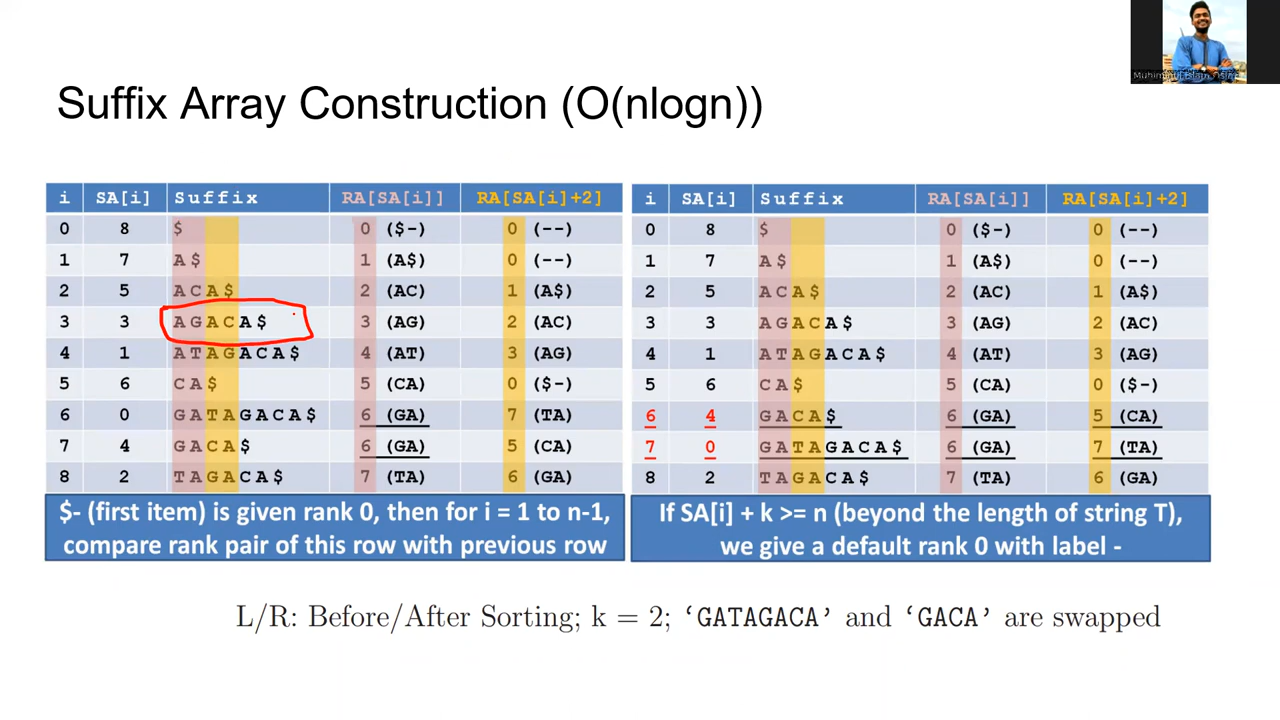 Suffix Array Construction (O(nlogn))
i SA[i] Suffix RA[SA[i]] RA[SA[i]+2]
0 8 $ 0 ($-) 0 (--)
1 7 A$ 1 (A$) 0 (--)
2 5 ACA$ 2 (AC) 1 (A$)
3 3 AGACA$ 3 (AG) 2 (AC)
4 1 ATAGACA$ 4 (AT) 3 (AG)
5 6 CA$ 5 (CA) 0 ($-)
6 0 GATAGACA$ 6 (GA) 7 (TA)
7 4 GACA$ 6 (GA) 5 (CA)
8 2 TAGACA$ 7 (TA) 6 (GA)
$- (first item) is given rank 0, then for i = 1 to n-1,
compare rank pair of this row with previous row
i SA[i] Suffix RA[SA[i]] RA[SA[i]+2]
0 8 $ 0 ($-) 0 (--)
1 7 A$ 1 (A$) 0 (--)
2 5 ACA$ 2 (AC) 1 (A$)
3 3 AGACA$ 3 (AG) 2 (AC)
4 1 ATAGACA$ 4 (AT) 3 (AG)
5 6 CA$ 5 (CA) 0 ($-)
6 4 GACA$ 6 (GA) 5 (CA)
7 0 GATAGACA$ 6 (GA) 7 (TA)
8 2 TAGACA$ 7 (TA) 6 (GA)
If SA[i] + k >= n (beyond the length of string T),
we give a default rank 0 with label -
L/R: Before/After Sorting; k = 2; ‘GATAGACA’ and ‘GACA’ are swapped